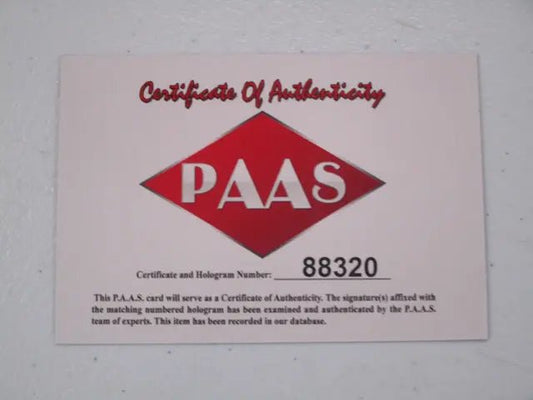 Certificate Of Authenticity
PAAS
Certificate and Hologram Number: 88320
This P.A.A.S. card will serve as a Certificate of Authenticity. The signature(s) affixed with
the matching numbered hologram has been examined and authenticated by the P.A.A.S.
team of experts. This item has been recorded in our database.